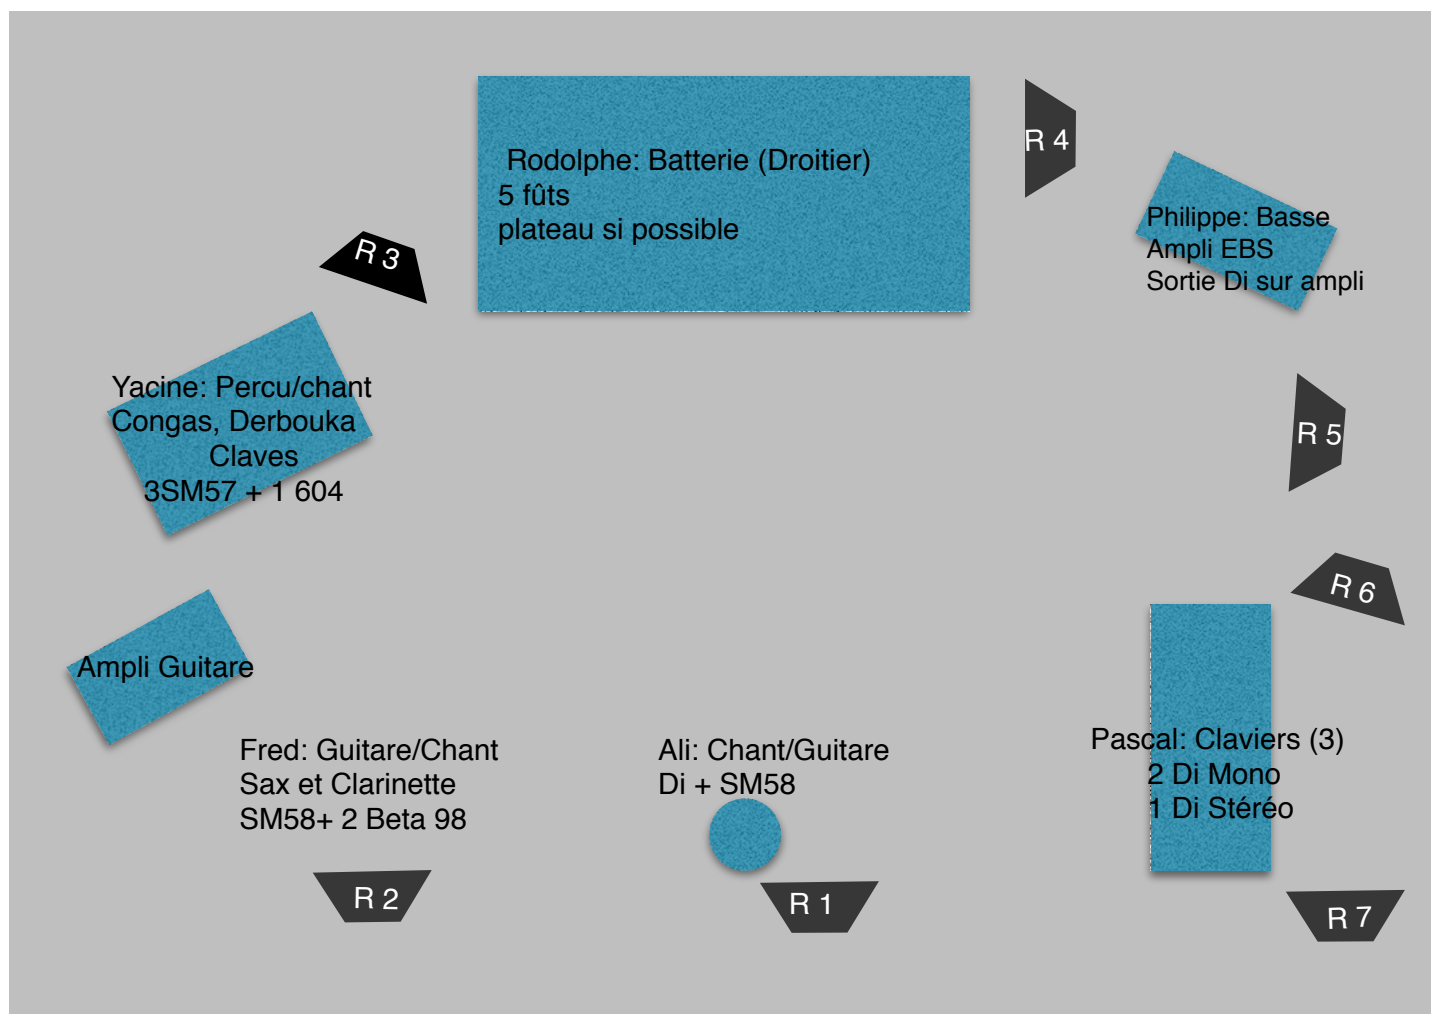 Rodolphe: Batterie (Droitier)
5 fûts
plateau si possible
R 4
Philippe: Basse
Ampli EBS
Sortie Di sur ampli
R 3
Yacine: Percu/chant
Congas, Derbouka
Claves
3SM57 + 1 604
R 5
R 6
Ampli Guitare
Fred: Guitare/Chant
Sax et Clarinette
SM58+ 2 Beta 98
Ali: Chant/Guitare
Di + SM58
Pascal: Claviers (3)
2 Di Mono
1 Di Stéréo
R 2
R 1
R 7